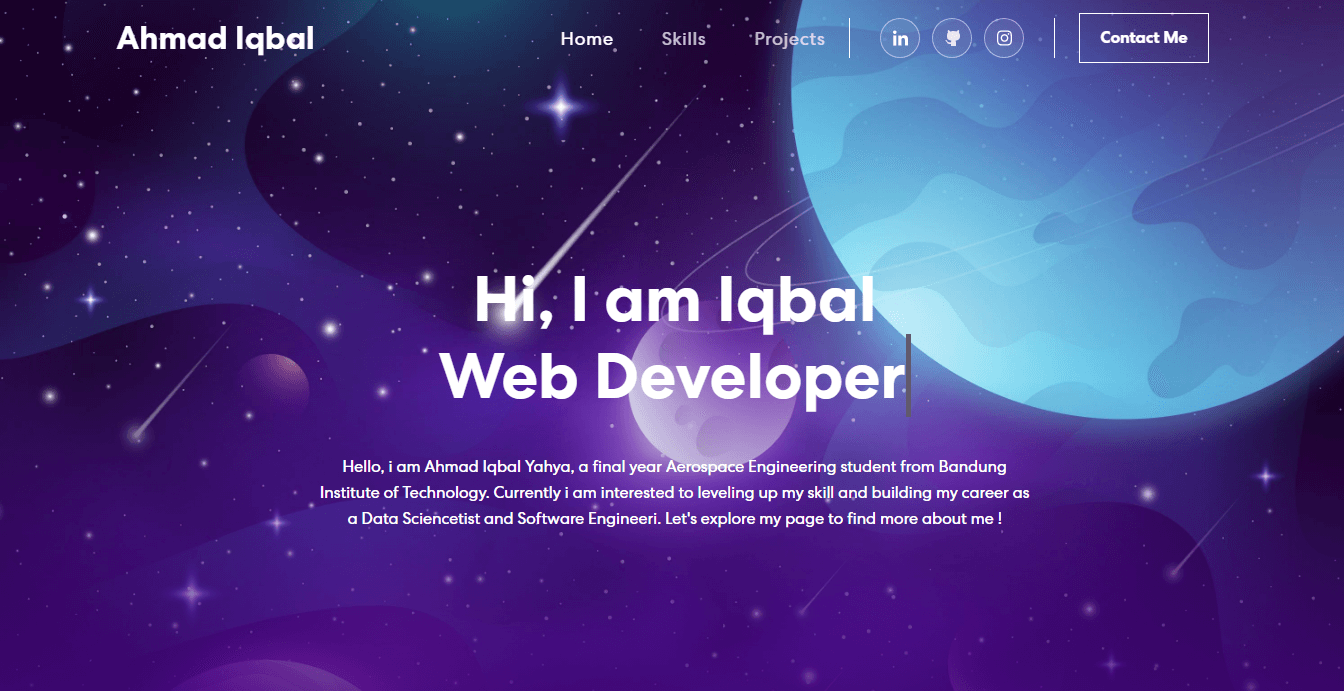 Ahmad Iqbal
Home Skills Projects
in
Contact Me
Hi, I am Iqbal
Web Developer
Hello, i am Ahmad Iqbal Yahya, a final year Aerospace Engineering student from Bandung
Institute of Technology. Currently i am interested to leveling up my skill and building my career as
a Data Sciencetist and Software Engineeri. Let's explore my page to find more about me !